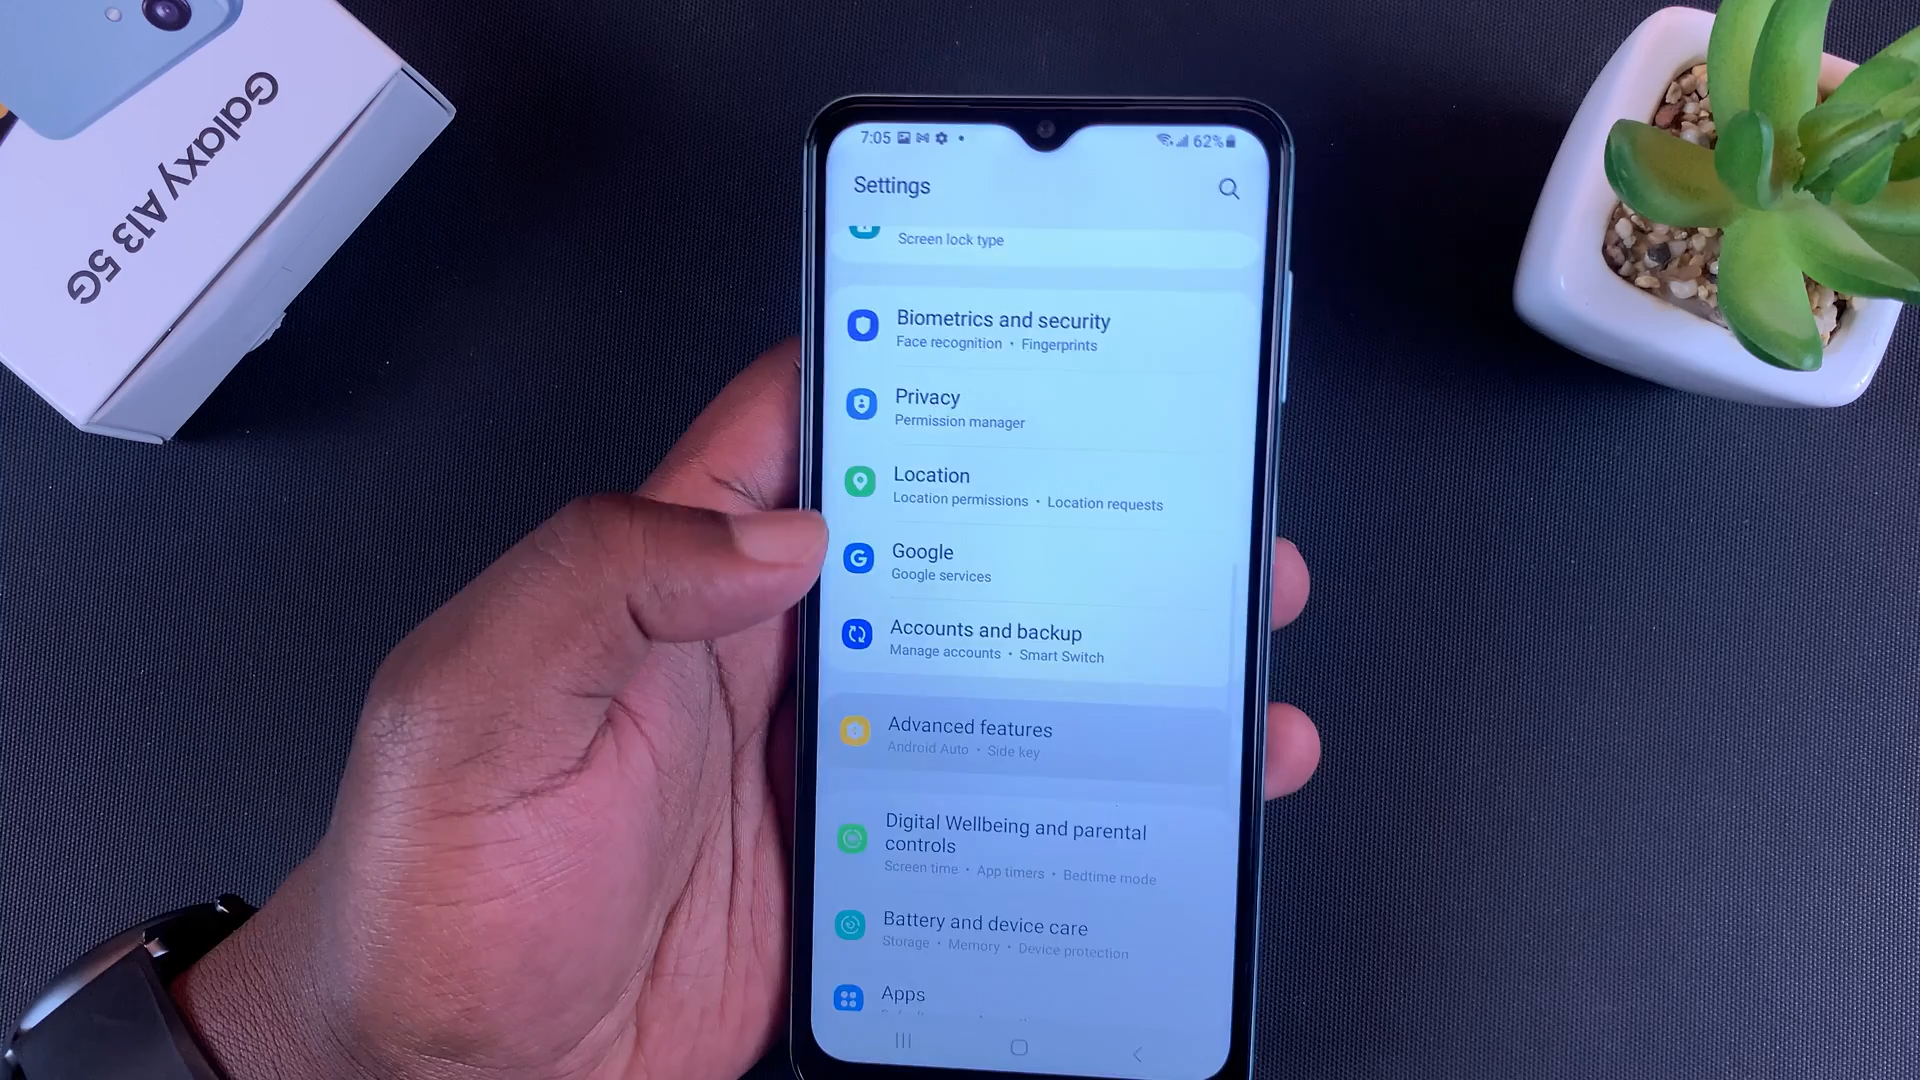 Galaxy A13 5G
7:05
62%
Settings
Screen lock type
Biometrics and security
Face recognition • Fingerprints
Privacy
Permission manager
Location
Location permissions • Location requests
Google
Google services
Accounts and backup
Manage accounts • Smart Switch
Advanced features
Android Auto • Side key
Digital Wellbeing and parental
controls
Screen time • App timers • Bedtime mode
Battery and device care
Storage • Memory • Device protection
Apps